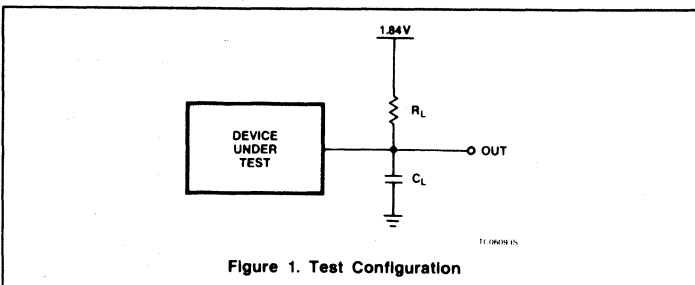 1.84V
R_L
DEVICE
UNDER
TEST
OUT
C_L
Figure 1. Test Configuration